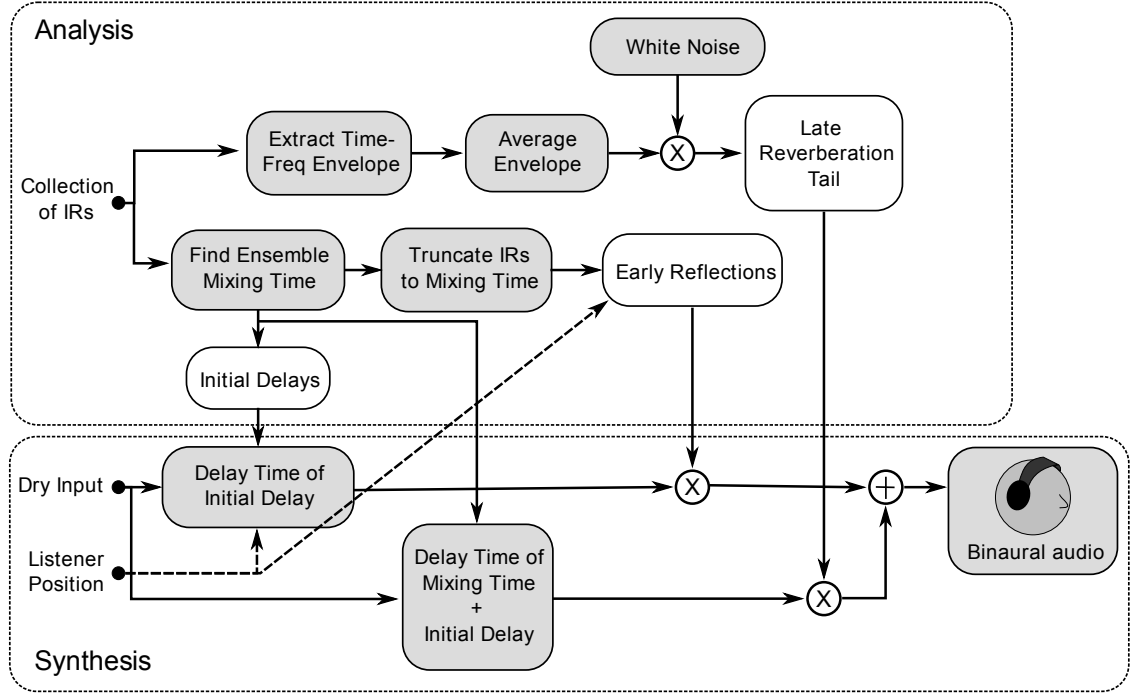 Analysis
White Noise
Extract Time-
Freq Envelope
Average
Envelope
X
Late
Reverberation
Tail
Collection
of IRs
Find Ensemble
Mixing Time
Truncate IRs
to Mixing Time
Early Reflections
Initial Delays
Dry Input
Delay Time of
Initial Delay
X
+
Listener
Position
Delay Time of
Mixing Time
+
Initial Delay
X
Binaural audio
Synthesis